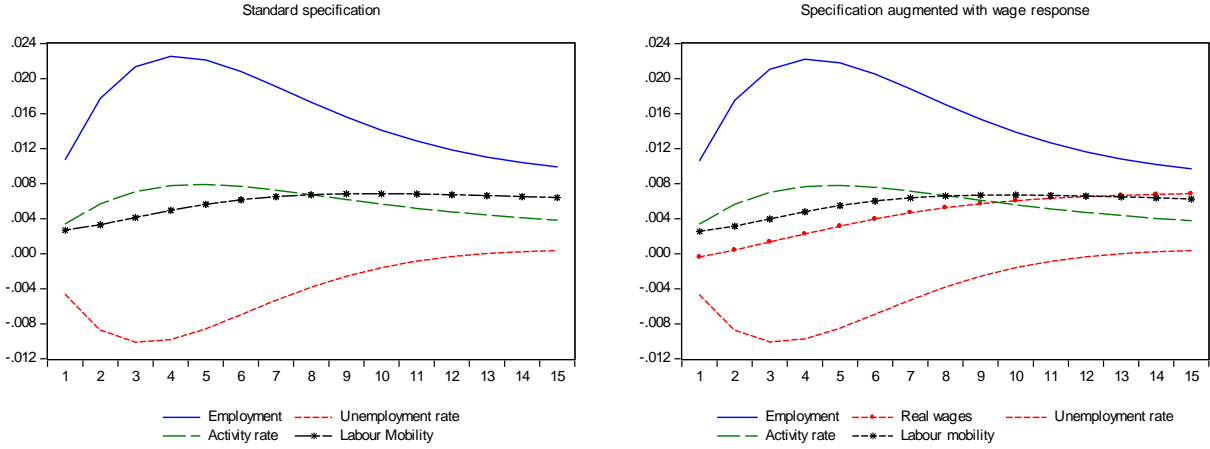 Standard specification
.024
.020
.016
.012
.008
.004
.000
-.004
-.008
-.012
1 2 3 4 5 6 7 8 9 10 11 12 13 14 15
Employment Unemployment rate
Activity rate Labour Mobility
Specification augmented with wage response
.024
.020
.016
.012
.008
.004
.000
-.004
-.008
-.012
1 2 3 4 5 6 7 8 9 10 11 12 13 14 15
Employment Real wages Unemployment rate
Activity rate Labour mobility